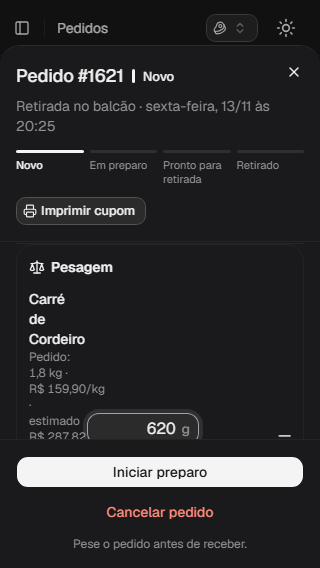 Pedidos
Pedido #1621 | Novo
Retirada no balcão · sexta-feira, 13/11 às
20:25
Novo
Em preparo
Pronto para
retirada
Retirado
Imprimir cupom
Pesagem
Carré
de
Cordeiro
Pedido:
1,8 kg ·
R$ 159,90/kg
·
estimado
R$ 287,82
620 g
—
Iniciar preparo
Cancelar pedido
Pese o pedido antes de receber.